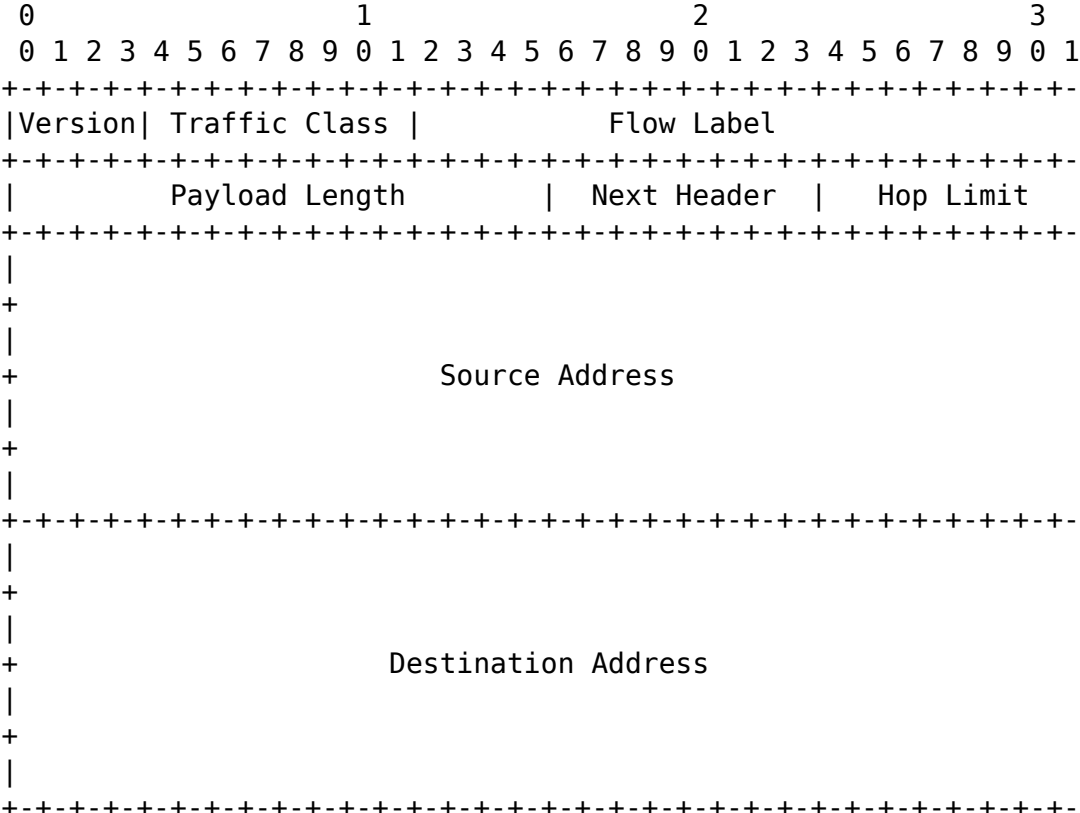 0                   1                   2                   3
 0 1 2 3 4 5 6 7 8 9 0 1 2 3 4 5 6 7 8 9 0 1 2 3 4 5 6 7 8 9 0 1
+-+-+-+-+-+-+-+-+-+-+-+-+-+-+-+-+-+-+-+-+-+-+-+-+-+-+-+-+-+-+-+-
|Version| Traffic Class |           Flow Label
+-+-+-+-+-+-+-+-+-+-+-+-+-+-+-+-+-+-+-+-+-+-+-+-+-+-+-+-+-+-+-+-
|         Payload Length        |  Next Header  |   Hop Limit
+-+-+-+-+-+-+-+-+-+-+-+-+-+-+-+-+-+-+-+-+-+-+-+-+-+-+-+-+-+-+-+-
|
+
|
+                         Source Address
|
+
|
+-+-+-+-+-+-+-+-+-+-+-+-+-+-+-+-+-+-+-+-+-+-+-+-+-+-+-+-+-+-+-+-
|
+
|
+                      Destination Address
|
+
|
+-+-+-+-+-+-+-+-+-+-+-+-+-+-+-+-+-+-+-+-+-+-+-+-+-+-+-+-+-+-+-+-